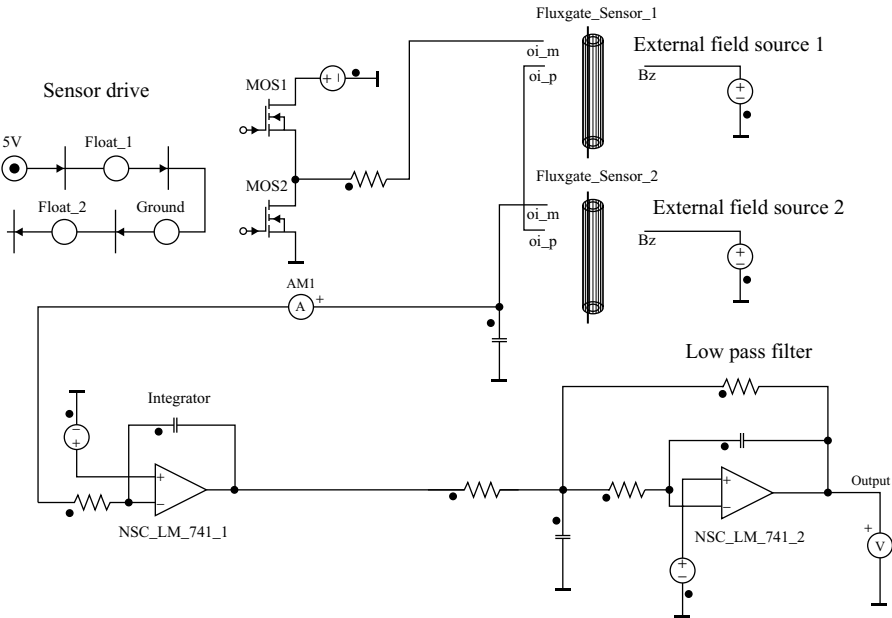 Fluxgate_Sensor_1
oi_m
oi_p
External field source 1
Bz
Sensor drive
MOS1
5V
Float_1
MOS2
Float_2
Ground
Fluxgate_Sensor_2
oi_m
oi_p
External field source 2
Bz
AM1
A
Low pass filter
Integrator
NSC_LM_741_1
NSC_LM_741_2
Output
V